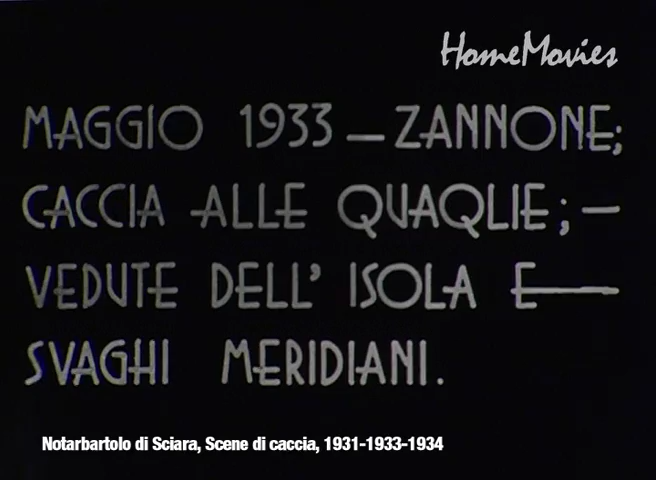 HomeMovies
MAGGIO 1933 — ZANNONE;
CACCIA ALLE QUAQLIE; —
VEDUTE DELL' ISOLA E —
SVAGHI MERIDIANI.
Notarbartolo di Sciara, Scene di caccia, 1931-1933-1934